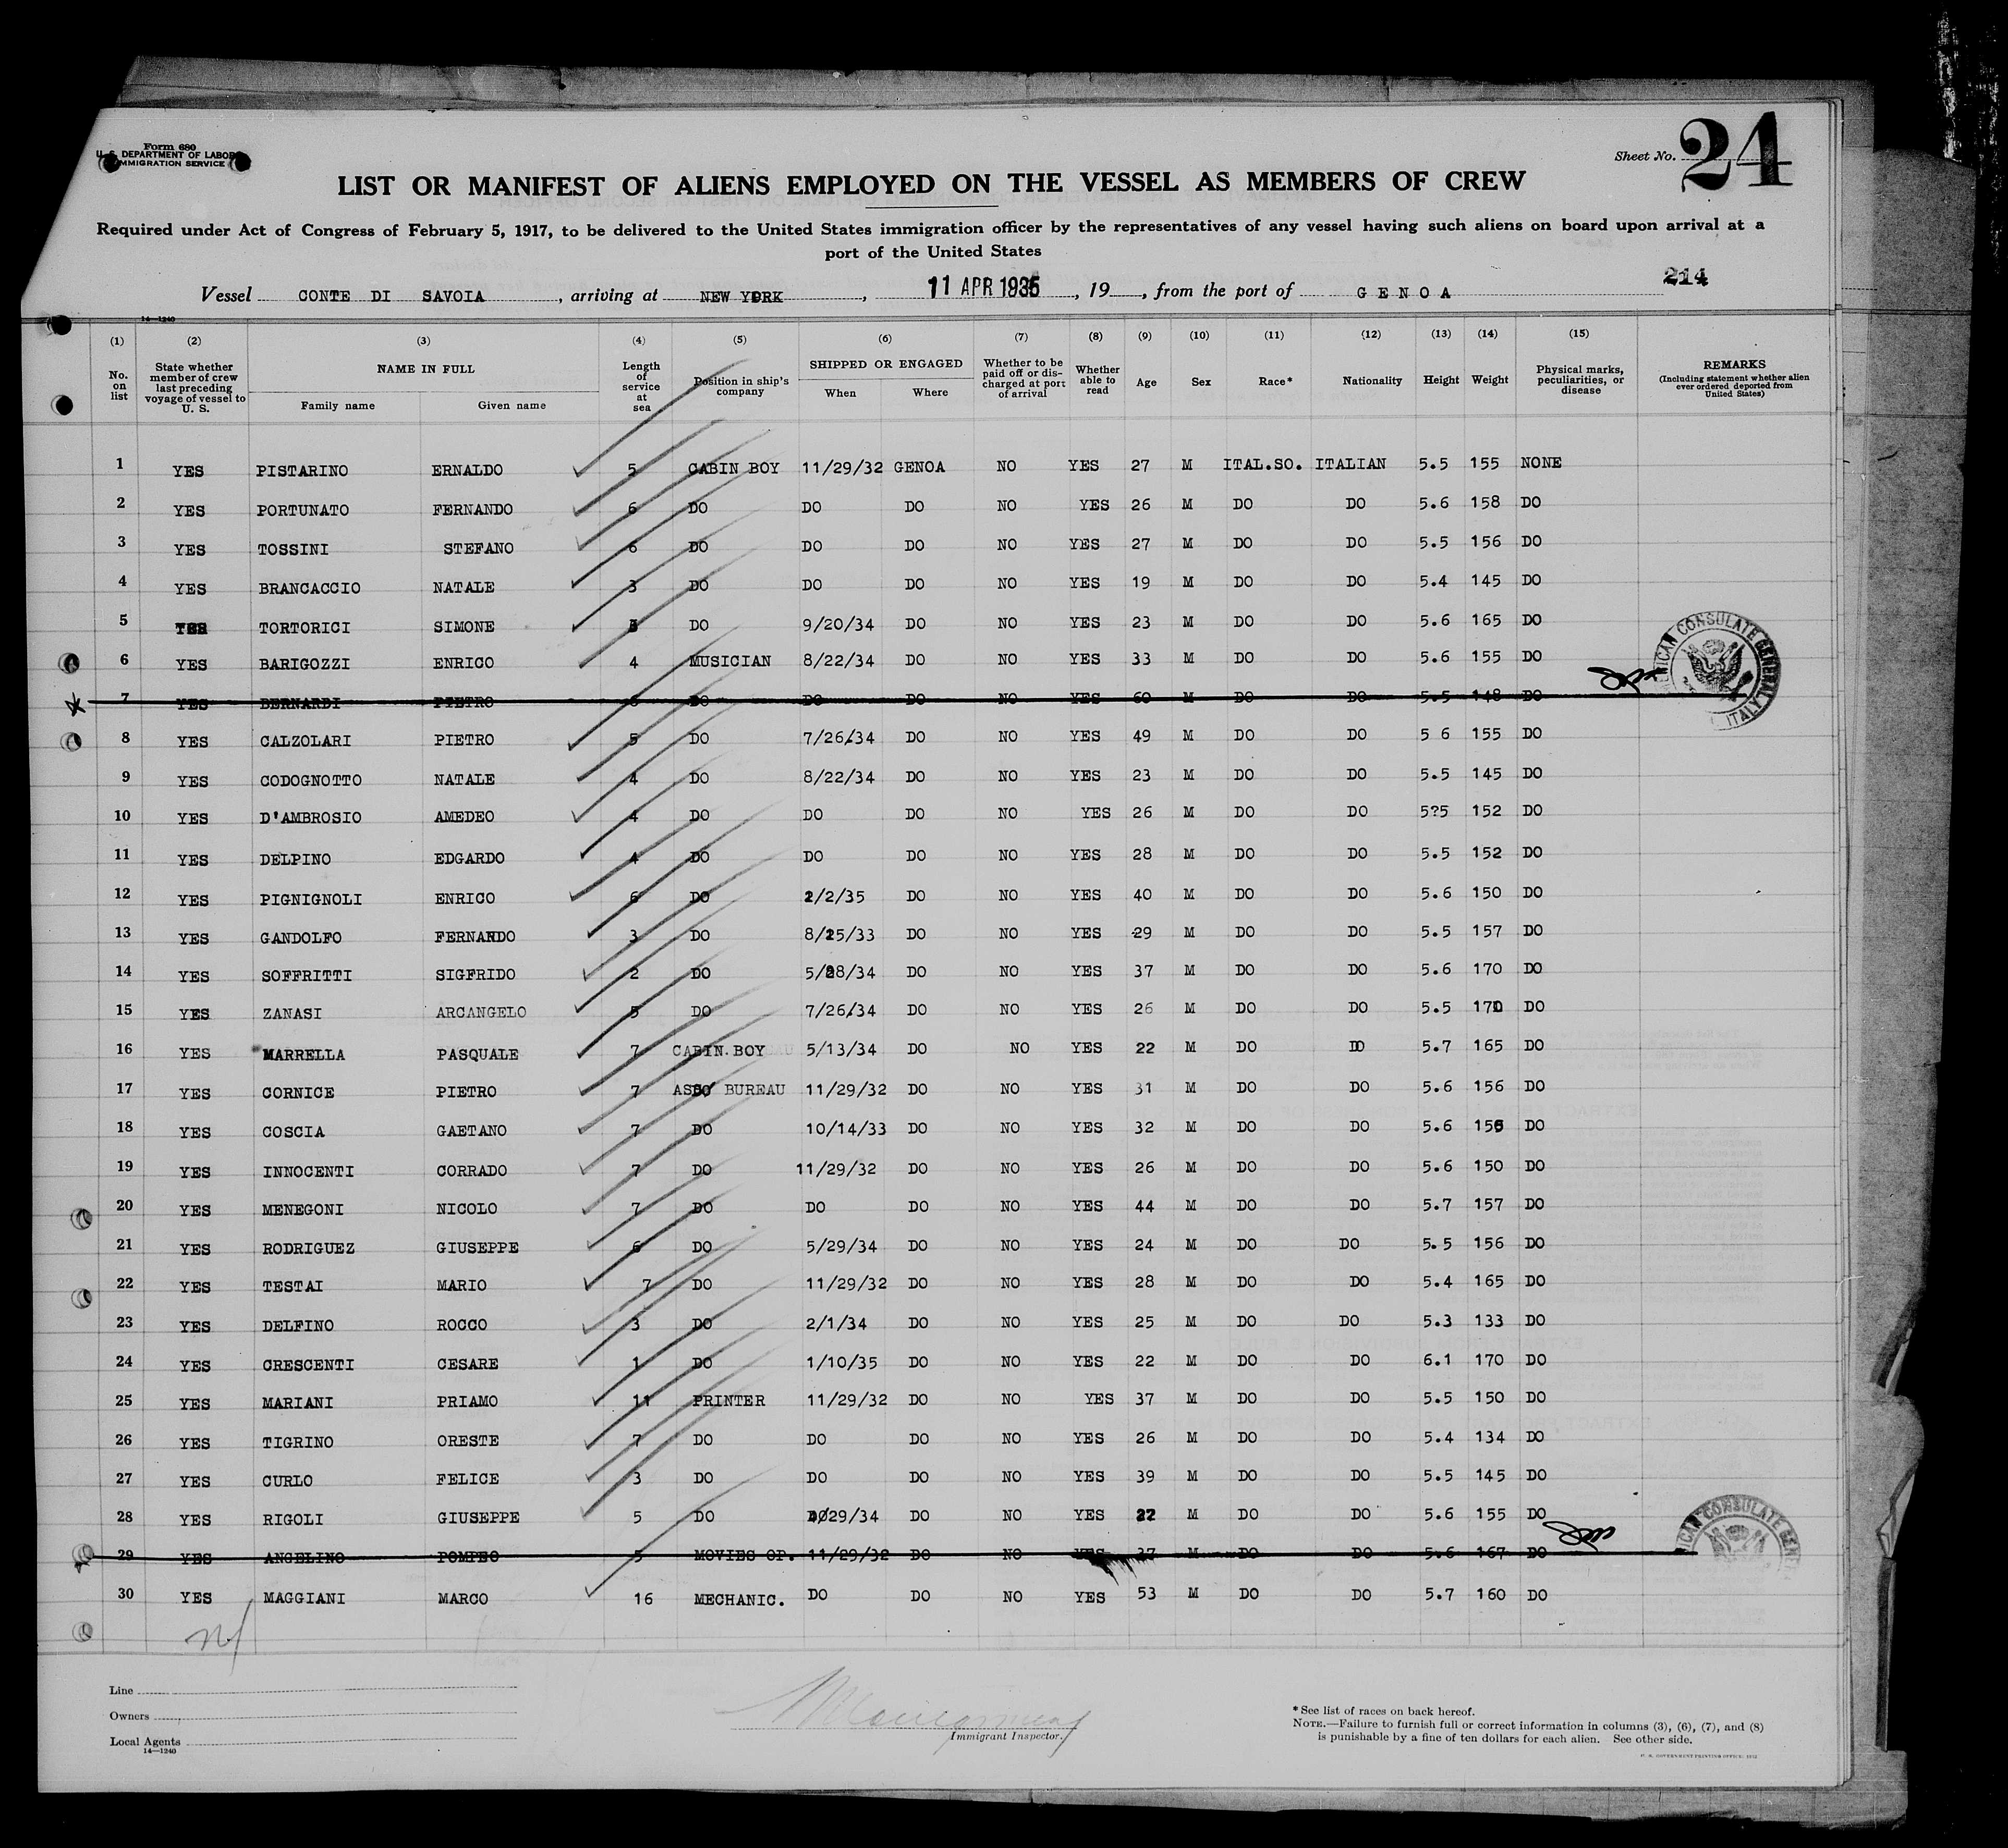 Form 680
U. S. DEPARTMENT OF LABOR
IMMIGRATION SERVICE
Sheet No. 24
LIST OR MANIFEST OF ALIENS EMPLOYED ON THE VESSEL AS MEMBERS OF CREW
Required under Act of Congress of February 5, 1917, to be delivered to the United States immigration officer by the representatives of any vessel having such aliens on board upon arrival at a
port of the United States
214
Vessel CONTE DI SAVOIA, arriving at NEW YORK, 11 APR 1935, 19, from the port of GENOA
14—1240
(1) (2) (3) (4) (5) (6) (7) (8) (9) (10) (11) (12) (13) (14) (15)
No. on list State whether member of crew last preceding voyage of vessel to U. S. NAME IN FULL Family name Given name Length of service at sea Position in ship's company SHIPPED OR ENGAGED When Where Whether to be paid off or discharged at port of arrival Whether able to read Age Sex Race* Nationality Height Weight Physical marks, peculiarities, or disease REMARKS (Including statement whether alien ever ordered deported from United States)
1 YES PISTARINO ERNALDO 5 CABIN BOY 11/29/32 GENOA NO YES 27 M ITAL.SO. ITALIAN 5.5 155 NONE
2 YES PORTUNATO FERNANDO 6 DO DO DO NO YES 26 M DO DO 5.6 158 DO
3 YES TOSSINI STEFANO 6 DO DO DO NO YES 27 M DO DO 5.5 156 DO
4 YES BRANCACCIO NATALE 3 DO DO DO NO YES 19 M DO DO 5.4 145 DO
5 YES TORTORICI SIMONE DO 9/20/34 DO NO YES 23 M DO DO 5.6 165 DO
6 YES BARIGOZZI ENRICO 4 MUSICIAN 8/22/34 DO NO YES 33 M DO DO 5.6 155 DO
7 YES BERNARDI PIETRO DO DO DO NO YES 60 M DO DO 5.5 148 DO
8 YES CALZOLARI PIETRO 5 DO 7/26/34 DO NO YES 49 M DO DO 5 6 155 DO
9 YES CODOGNOTTO NATALE 4 DO 8/22/34 DO NO YES 23 M DO DO 5.5 145 DO
10 YES D'AMBROSIO AMEDEO 4 DO DO DO NO YES 26 M DO DO 5?5 152 DO
11 YES DELPINO EDGARDO 4 DO DO DO NO YES 28 M DO DO 5.5 152 DO
12 YES PIGNIGNOLI ENRICO 6 DO 2/2/35 DO NO YES 40 M DO DO 5.6 150 DO
13 YES GANDOLFO FERNANDO 3 DO 8/25/33 DO NO YES 29 M DO DO 5.5 157 DO
14 YES SOFFRITTI SIGFRIDO 2 DO 5/28/34 DO NO YES 37 M DO DO 5.6 170 DO
15 YES ZANASI ARCANGELO 5 DO 7/26/34 DO NO YES 26 M DO DO 5.5 170 DO
16 YES MARRELLA PASQUALE 7 CABIN BOY 5/13/34 DO NO YES 22 M DO DO 5.7 165 DO
17 YES CORNICE PIETRO 7 BUREAU 11/29/32 DO NO YES 31 M DO DO 5.6 156 DO
18 YES COSCIA GAETANO 7 DO 10/14/33 DO NO YES 32 M DO DO 5.6 DO
19 YES INNOCENTI CORRADO 7 DO 11/29/32 DO NO YES 26 M DO DO 5.6 150 DO
20 YES MENEGONI NICOLO 7 DO DO DO NO YES 44 M DO DO 5.7 157 DO
21 YES RODRIGUEZ GIUSEPPE 6 DO 5/29/34 DO NO YES 24 M DO DO 5.5 156 DO
22 YES TESTAI MARIO 7 DO 11/29/32 DO NO YES 28 M DO DO 5.4 165 DO
23 YES DELFINO ROCCO 3 DO 2/1/34 DO NO YES 25 M DO DO 5.3 133 DO
24 YES CRESCENTI CESARE 1 DO 1/10/35 DO NO YES 22 M DO DO 6.1 170 DO
25 YES MARIANI PRIAMO 11 PRINTER 11/29/32 DO NO YES 37 M DO DO 5.5 150 DO
26 YES TIGRINO ORESTE 7 DO DO DO NO YES 26 M DO DO 5.4 134 DO
27 YES CURLO FELICE 3 DO DO DO NO YES 39 M DO DO 5.5 145 DO
28 YES RIGOLI GIUSEPPE 5 DO DO NO YES 22 M DO DO 5.6 155 DO
29 YES ANGELINO POMPEO 5 MOVIES OP. 11/29/32 DO NO YES 37 M DO DO 5.6 167 DO
30 YES MAGGIANI MARCO 16 MECHANIC. DO DO NO YES 53 M DO DO 5.7 160 DO
AMERICAN CONSULATE GENERAL
ITALY
CONSULATE
Line
Owners
Local Agents
14—1240
Immigrant Inspector.
* See list of races on back hereof.
NOTE.—Failure to furnish full or correct information in columns (3), (6), (7), and (8)
is punishable by a fine of ten dollars for each alien. See other side.
U. S. GOVERNMENT PRINTING OFFICE: 1932